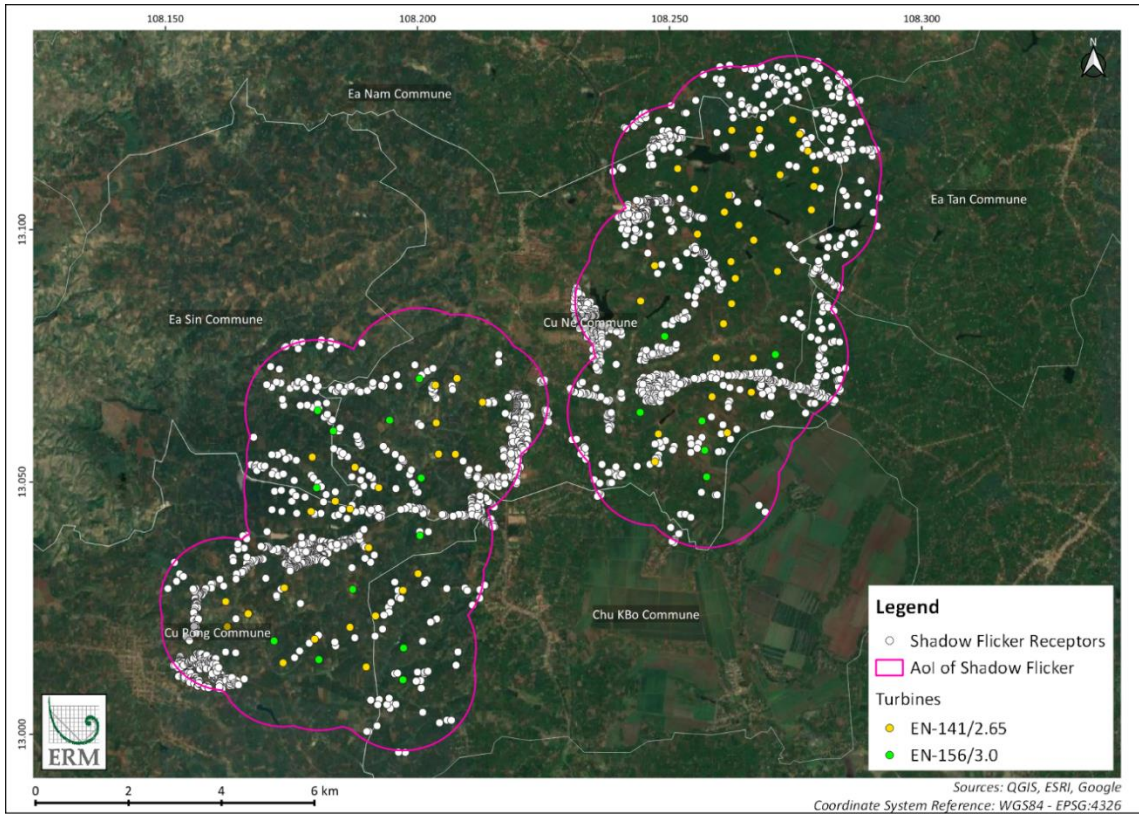 108.150 108.200 108.250 108.300
N
Ea Nam Commune
13.100
Ea Tan Commune
Ea Sin Commune
Cu Né Commune
13.050
Chu KBo Commune
Cu Pong Commune
13.000
Legend
Shadow Flicker Receptors
AoI of Shadow Flicker
Turbines
EN-141/2.65
EN-156/3.0
ERM
0 2 4 6 km
Sources: QGIS, ESRI, Google
Coordinate System Reference: WGS84 - EPSG:4326